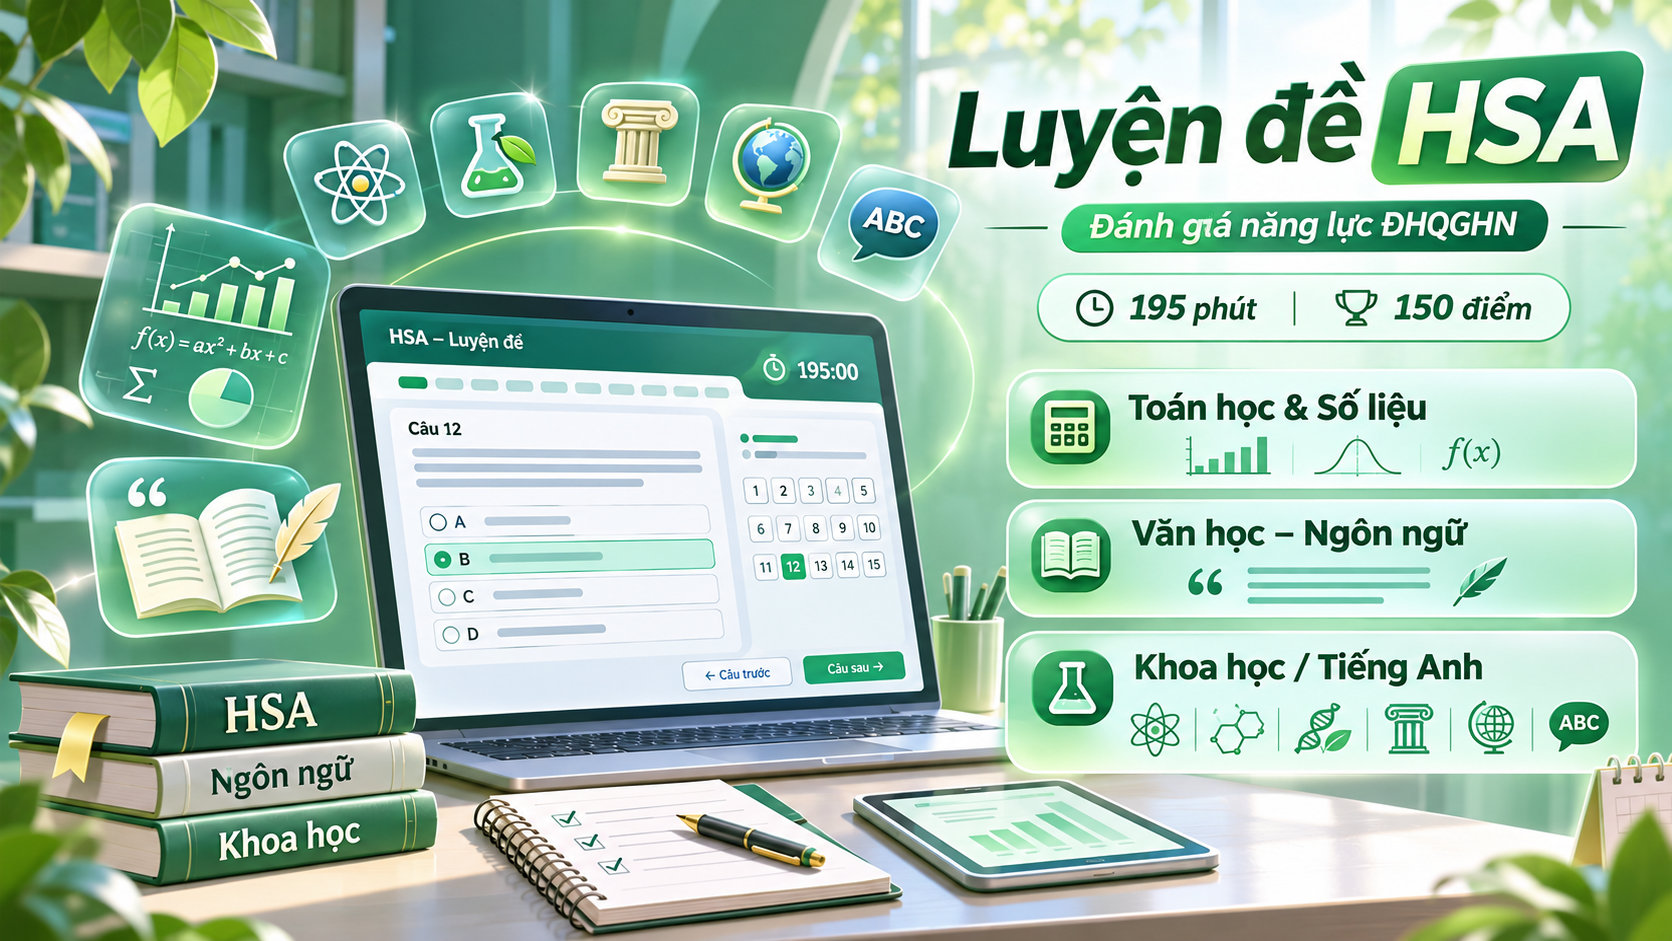 Luyện đề HSA
Đánh giá năng lực ĐHQGHN
195 phút
150 điểm
Toán học & Số liệu
f(x)
Văn học – Ngôn ngữ
“
Khoa học / Tiếng Anh
ABC
ABC
f(x) = ax² + bx + c
Σ
“
HSA – Luyện đề
195:00
Câu 12
A
B
C
D
1 2 3 4 5
6 7 8 9 10
11 12 13 14 15
← Câu trước
Câu sau →
HSA
Ngôn ngữ
Khoa học